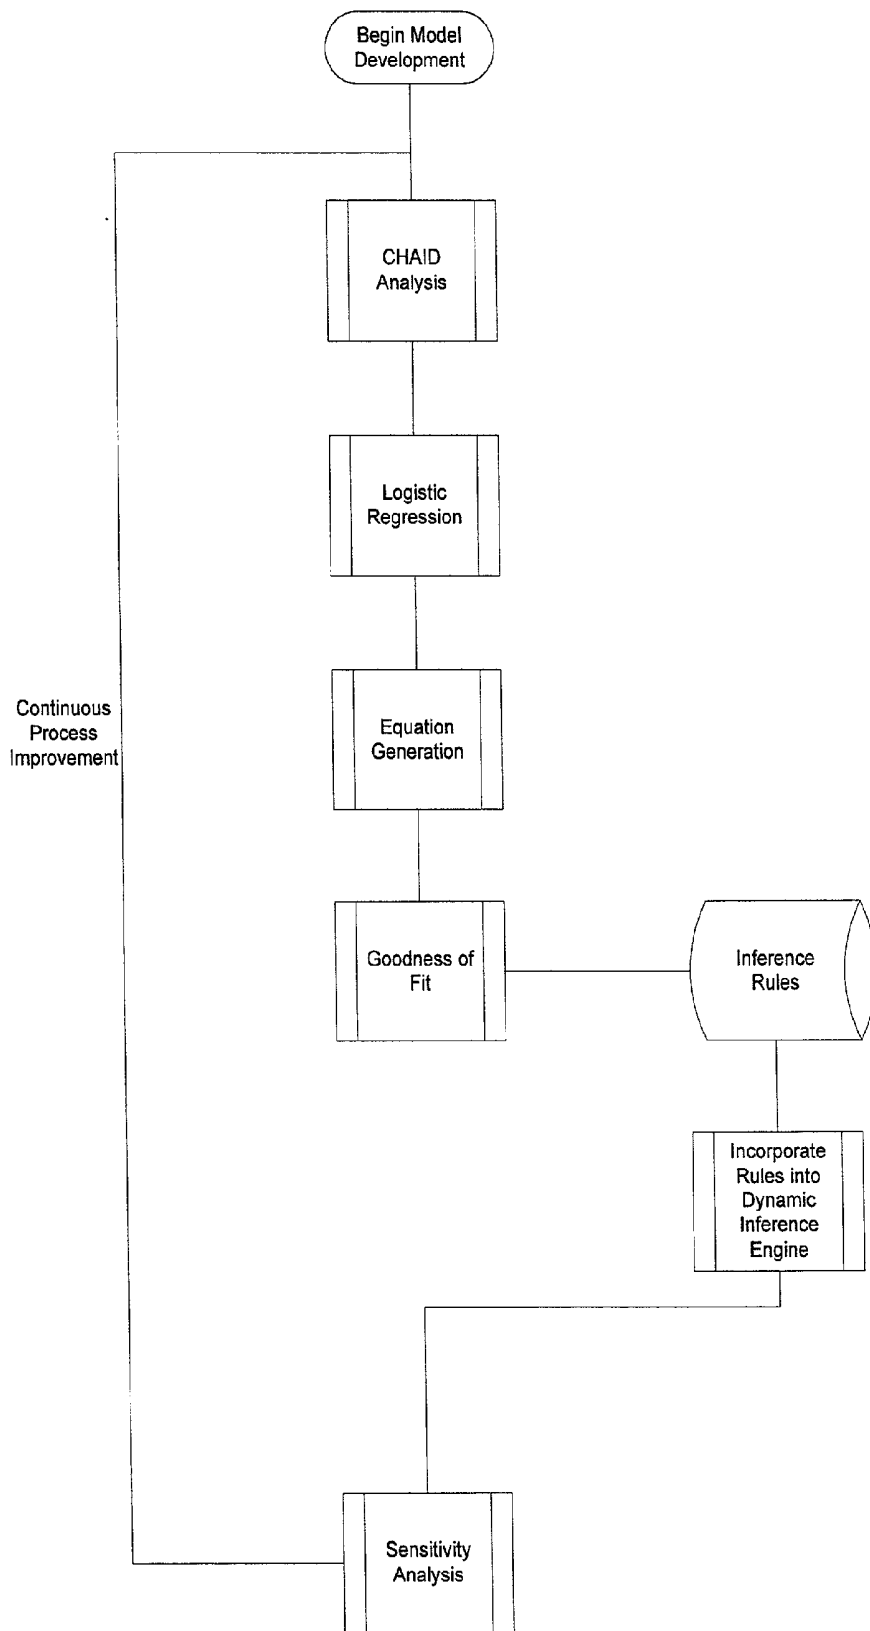 Begin Model
Development
CHAID
Analysis
Logistic
Regression
Equation
Generation
Continuous
Process
Improvement
Goodness of
Fit
Inference
Rules
Incorporate
Rules into
Dynamic
Inference
Engine
Sensitivity
Analysis